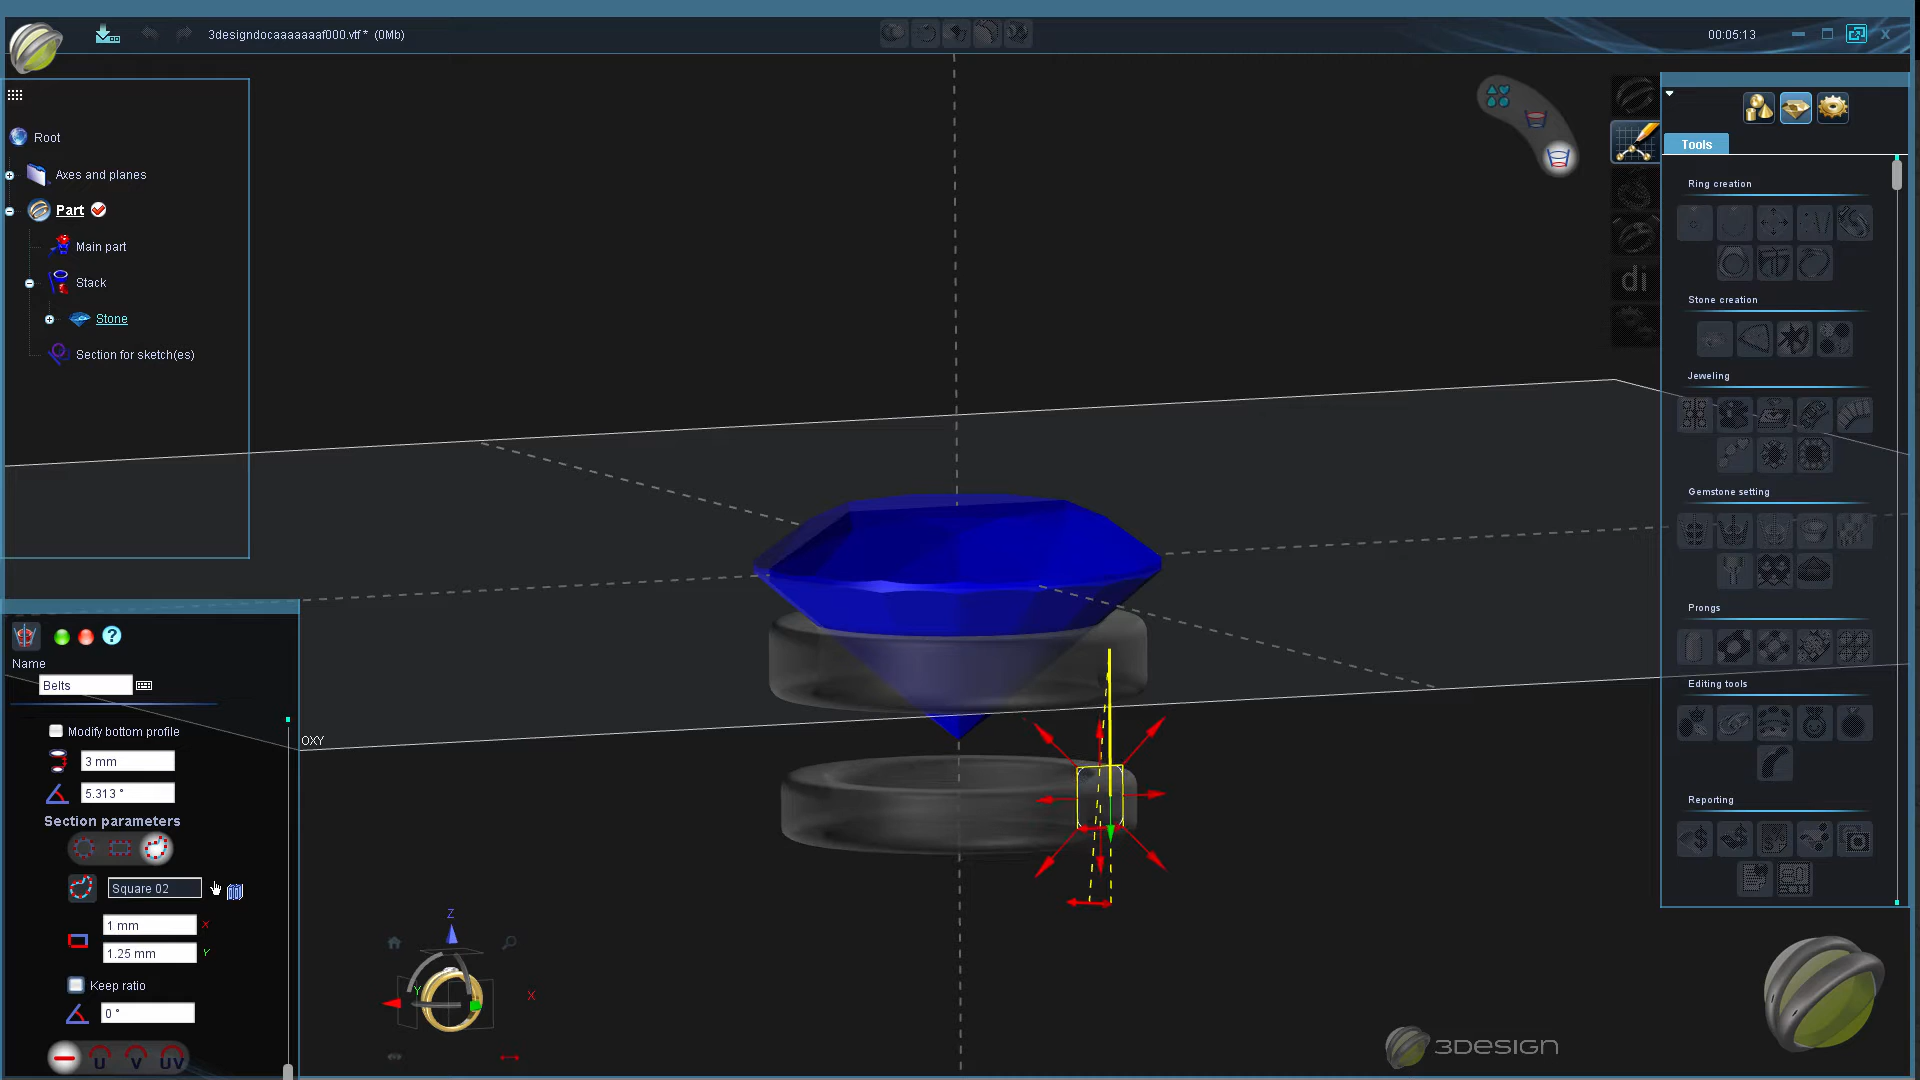 3designdocaaaaaaaf000.vtf * (0Mb)
00:05:13
X
Root
Axes and planes
Part
Main part
Stack
Stone
Section for sketch(es)
di
Tools
Ring creation
Stone creation
Jeweling
Gemstone setting
Prongs
Editing tools
Reporting
OXY
?
Name
Belts
Modify bottom profile
3 mm
5.313 °
Section parameters
Square 02
1 mm
X
1.25 mm
Y
Keep ratio
0 °
U
V
UV
Z
Y
X
3DESIGN